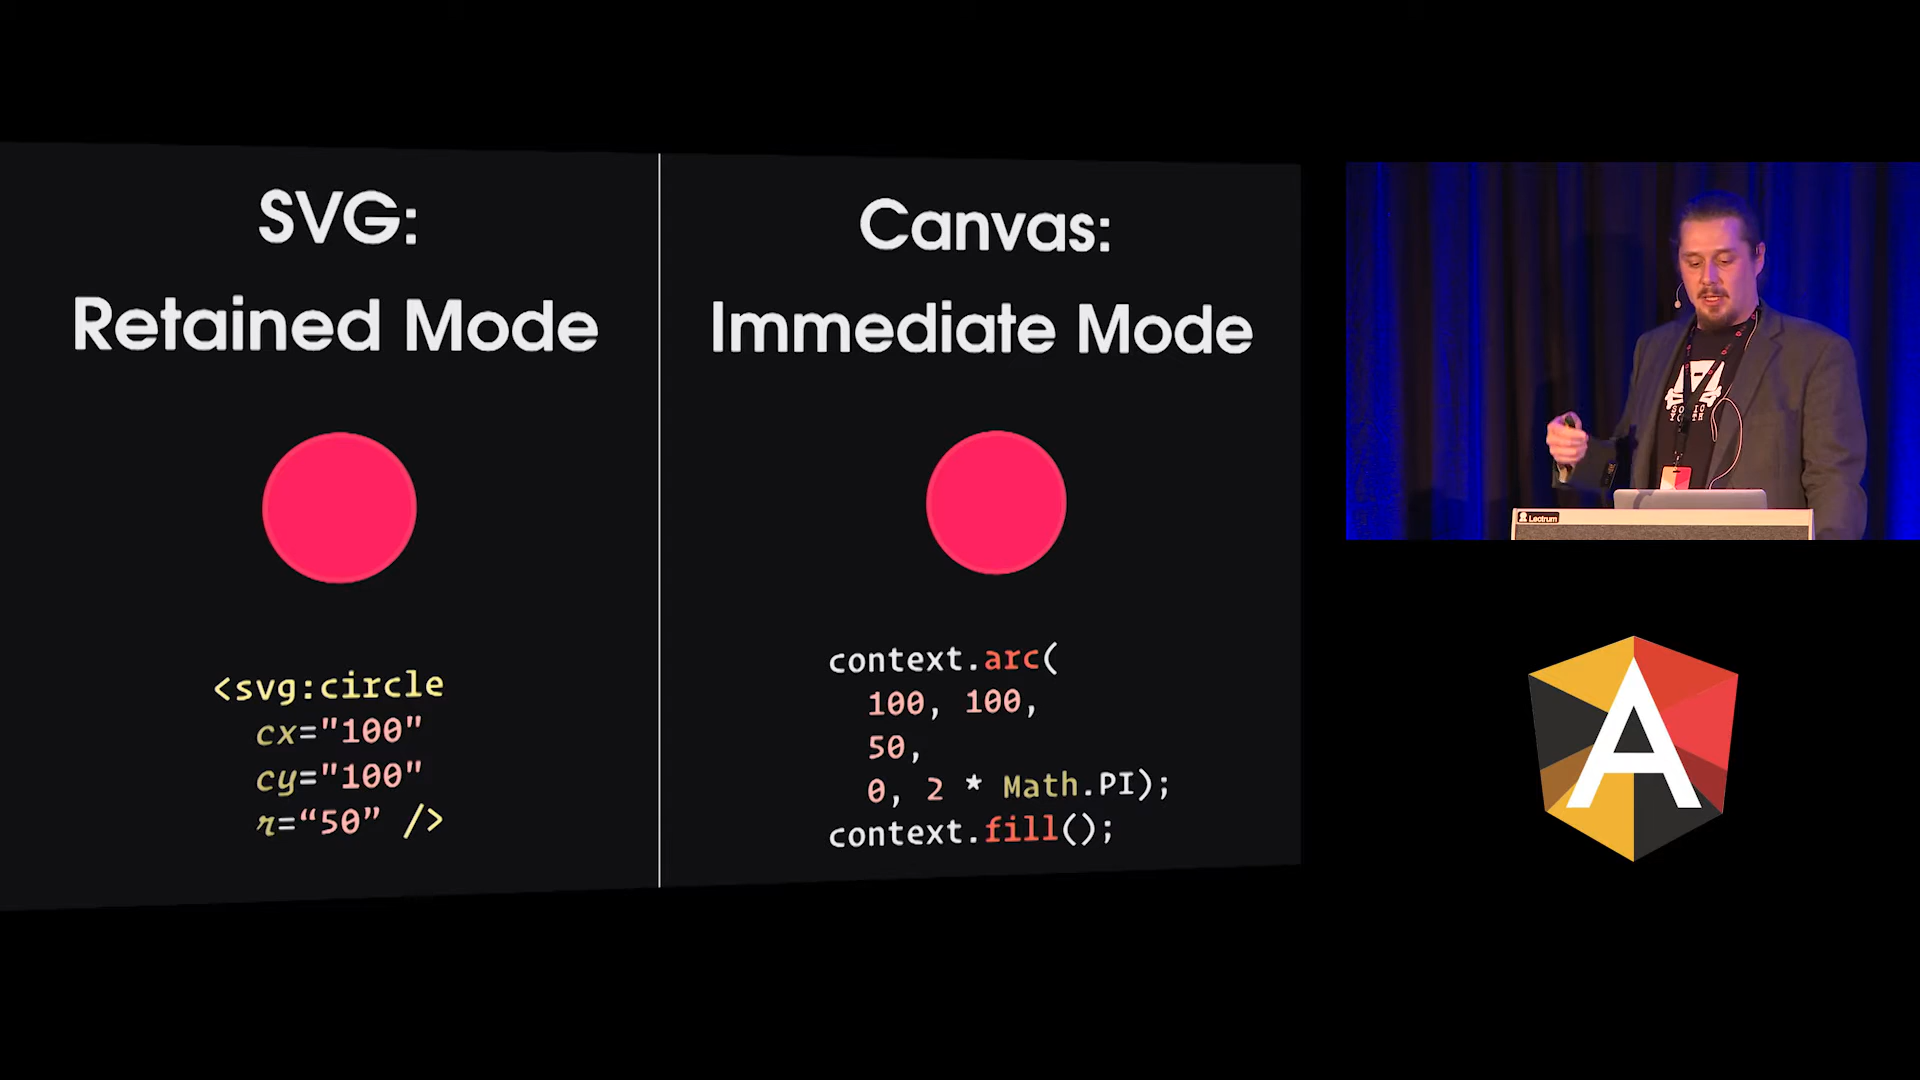 SVG:
Retained Mode
<svg:circle
cx="100"
cy="100"
r=“50” />
Canvas:
Immediate Mode
context.arc(
100, 100,
50,
0, 2 * Math.PI);
context.fill();
Lectrum
A